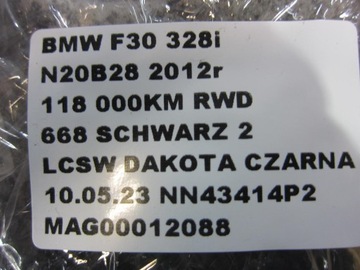 BMW F30 328i
N20B28 2012r
118 000KM RWD
668 SCHWARZ 2
LCSW DAKOTA CZARNA
10.05.23 NN43414P2
MAG00012088